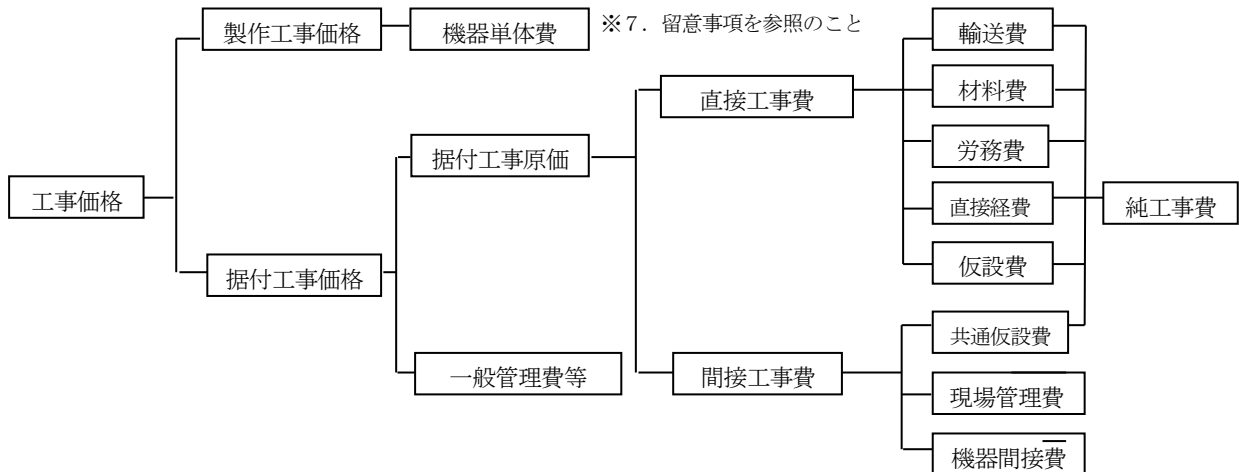 製作工事価格
機器単体費
※7．留意事項を参照のこと
輸送費
直接工事費
材料費
据付工事原価
労務費
工事価格
直接経費
純工事費
据付工事価格
仮設費
共通仮設費
一般管理費等
間接工事費
現場管理費
機器間接費